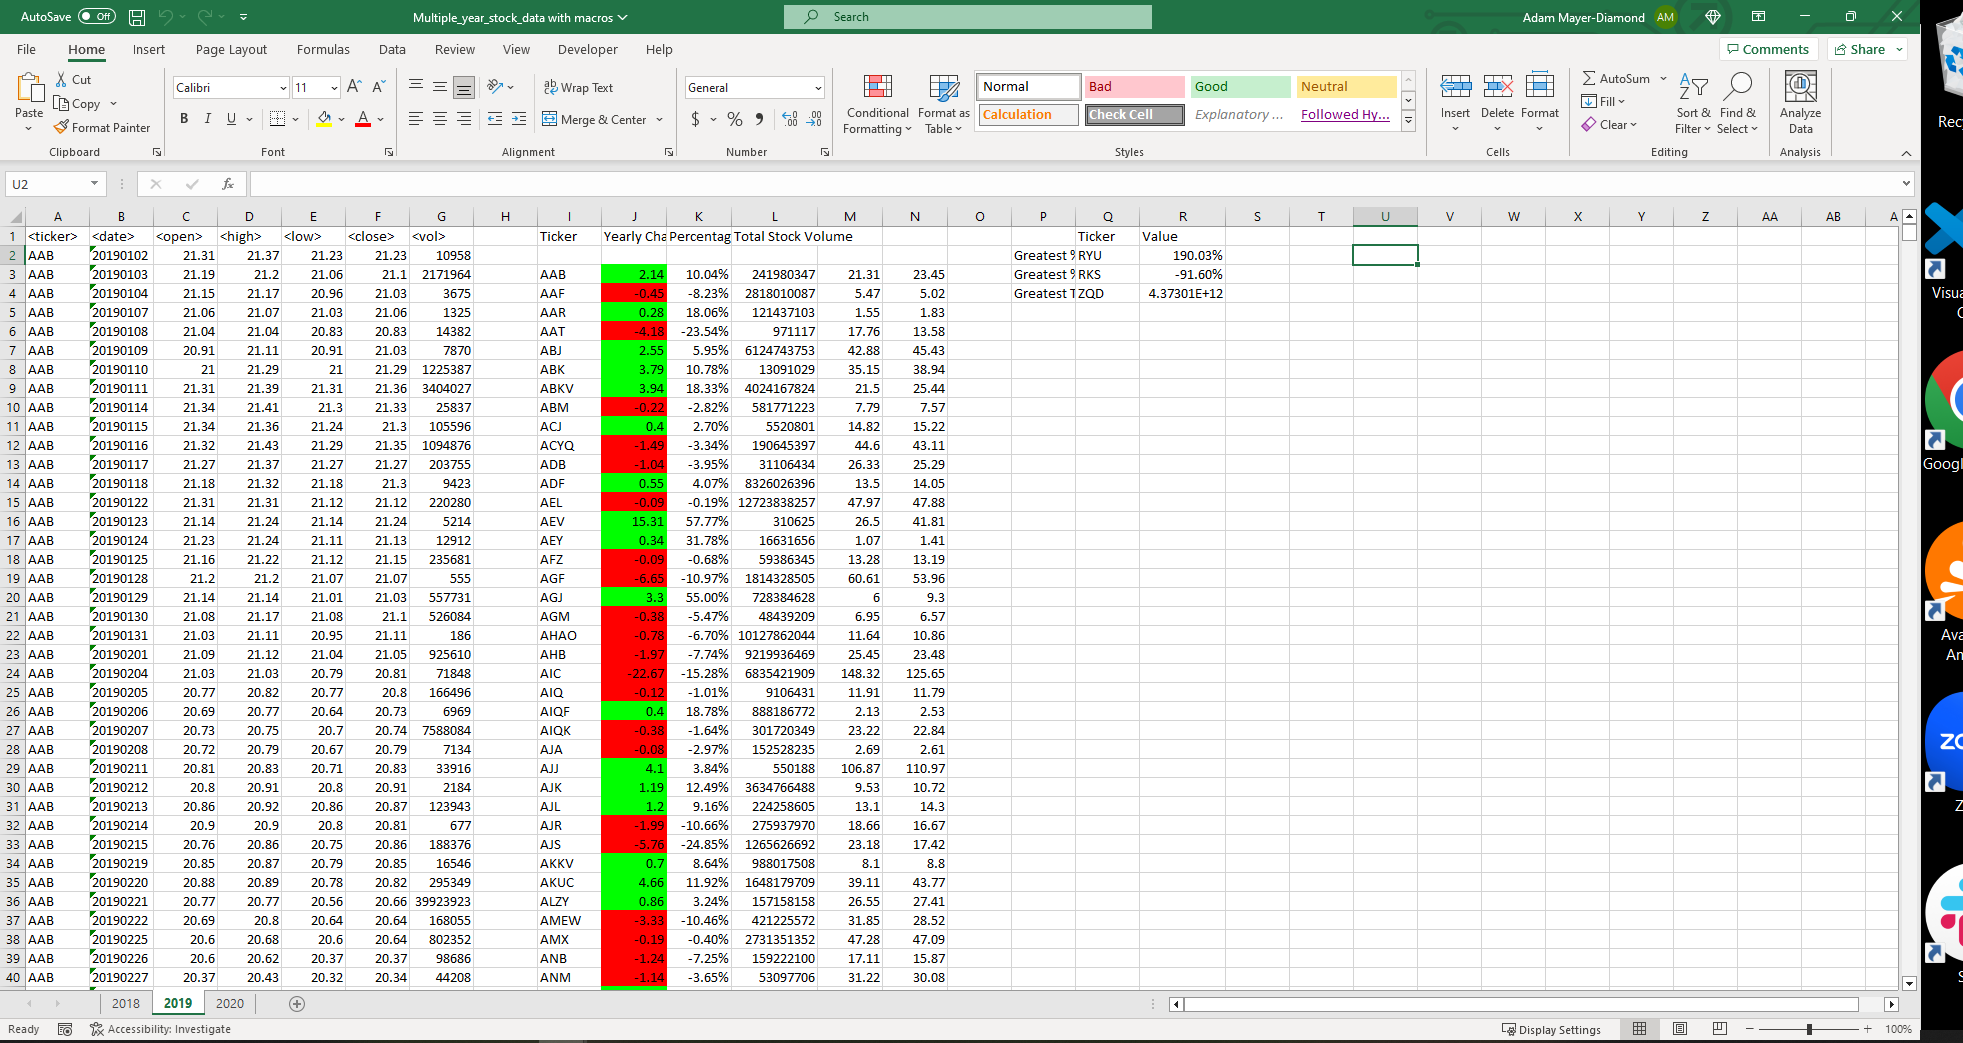 AutoSave Off Multiple_year_stock_data with macros Search Adam Mayer-Diamond AM
File Home Insert Page Layout Formulas Data Review View Developer Help Comments Share
Paste Cut Copy Format Painter Clipboard
Calibri 11 A A B I U A Font
ab Wrap Text Merge & Center Alignment
General $ % 9 Number
Conditional Formatting Format as Table
Normal Bad Good Neutral
Calculation Check Cell Explanatory ... Followed Hy...
Styles
Insert Delete Format Cells
AutoSum Fill Clear Sort & Filter Find & Select Editing
Analyze Data Analysis
U2 fx
A B C D E F G H I J K L M N O P Q R S T U V W X Y Z AA AB A
1 <ticker> <date> <open> <high> <low> <close> <vol> Ticker Yearly Cha Percentag Total Stock Volume Ticker Value
2 AAB 20190102 21.31 21.37 21.23 21.23 10958 Greatest % RYU 190.03%
3 AAB 20190103 21.19 21.2 21.06 21.1 2171964 AAB 2.14 10.04% 241980347 21.31 23.45 Greatest % RKS -91.60%
4 AAB 20190104 21.15 21.17 20.96 21.03 3675 AAF -0.45 -8.23% 2818010087 5.47 5.02 Greatest T ZQD 4.37301E+12
5 AAB 20190107 21.06 21.07 21.03 21.06 1325 AAR 0.28 18.06% 121437103 1.55 1.83
6 AAB 20190108 21.04 21.04 20.83 20.83 14382 AAT -4.18 -23.54% 971117 17.76 13.58
7 AAB 20190109 20.91 21.11 20.91 21.03 7870 ABJ 2.55 5.95% 6124743753 42.88 45.43
8 AAB 20190110 21 21.29 21 21.29 1225387 ABK 3.79 10.78% 13091029 35.15 38.94
9 AAB 20190111 21.31 21.39 21.31 21.36 3404027 ABKV 3.94 18.33% 4024167824 21.5 25.44
10 AAB 20190114 21.34 21.41 21.3 21.33 25837 ABM -0.22 -2.82% 581771223 7.79 7.57
11 AAB 20190115 21.34 21.36 21.24 21.3 105596 ACJ 0.4 2.70% 5520801 14.82 15.22
12 AAB 20190116 21.32 21.43 21.29 21.35 1094876 ACYQ -1.49 -3.34% 190645397 44.6 43.11
13 AAB 20190117 21.27 21.37 21.27 21.27 203755 ADB -1.04 -3.95% 31106434 26.33 25.29
14 AAB 20190118 21.18 21.32 21.18 21.3 9423 ADF 0.55 4.07% 8326026396 13.5 14.05
15 AAB 20190122 21.31 21.31 21.12 21.12 220280 AEL -0.09 -0.19% 12723838257 47.97 47.88
16 AAB 20190123 21.14 21.24 21.14 21.24 5214 AEV 15.31 57.77% 310625 26.5 41.81
17 AAB 20190124 21.23 21.24 21.11 21.13 12912 AEY 0.34 31.78% 16631656 1.07 1.41
18 AAB 20190125 21.16 21.22 21.12 21.15 235681 AFZ -0.09 -0.68% 59386345 13.28 13.19
19 AAB 20190128 21.2 21.2 21.07 21.07 555 AGF -6.65 -10.97% 1814328505 60.61 53.96
20 AAB 20190129 21.14 21.14 21.01 21.03 557731 AGJ 3.3 55.00% 728384628 6 9.3
21 AAB 20190130 21.08 21.17 21.08 21.1 526084 AGM -0.38 -5.47% 48439209 6.95 6.57
22 AAB 20190131 21.03 21.11 20.95 21.11 186 AHAO -0.78 -6.70% 10127862044 11.64 10.86
23 AAB 20190201 21.09 21.12 21.04 21.05 925610 AHB -1.97 -7.74% 9219936469 25.45 23.48
24 AAB 20190204 21.03 21.03 20.79 20.81 71848 AIC -22.67 -15.28% 6835421909 148.32 125.65
25 AAB 20190205 20.77 20.82 20.77 20.8 166496 AIQ -0.12 -1.01% 9106431 11.91 11.79
26 AAB 20190206 20.69 20.77 20.64 20.73 6969 AIQF 0.4 18.78% 888186772 2.13 2.53
27 AAB 20190207 20.73 20.75 20.7 20.74 7588084 AIQK -0.38 -1.64% 301720349 23.22 22.84
28 AAB 20190208 20.72 20.79 20.67 20.79 7134 AJA -0.08 -2.97% 152528235 2.69 2.61
29 AAB 20190211 20.81 20.83 20.71 20.83 33916 AJJ 4.1 3.84% 550188 106.87 110.97
30 AAB 20190212 20.8 20.91 20.8 20.91 2184 AJK 1.19 12.49% 3634766488 9.53 10.72
31 AAB 20190213 20.86 20.92 20.86 20.87 123943 AJL 1.2 9.16% 224258605 13.1 14.3
32 AAB 20190214 20.9 20.9 20.8 20.81 677 AJR -1.99 -10.66% 275937970 18.66 16.67
33 AAB 20190215 20.76 20.86 20.75 20.86 188376 AJS -5.76 -24.85% 1265626692 23.18 17.42
34 AAB 20190219 20.85 20.87 20.79 20.85 16546 AKKV 0.7 8.64% 988017508 8.1 8.8
35 AAB 20190220 20.88 20.89 20.78 20.82 295349 AKUC 4.66 11.92% 1648179709 39.11 43.77
36 AAB 20190221 20.77 20.77 20.56 20.66 39923923 ALZY 0.86 3.24% 157158158 26.55 27.41
37 AAB 20190222 20.69 20.8 20.64 20.64 168055 AMEW -3.33 -10.46% 421225572 31.85 28.52
38 AAB 20190225 20.6 20.68 20.6 20.64 802352 AMX -0.19 -0.40% 2731351352 47.28 47.09
39 AAB 20190226 20.6 20.62 20.37 20.37 98686 ANB -1.24 -7.25% 159222100 17.11 15.87
40 AAB 20190227 20.37 20.43 20.32 20.34 44208 ANM -1.14 -3.65% 53097706 31.22 30.08
2018 2019 2020
Ready Accessibility: Investigate Display Settings 100%
Rec
Visua
Googl
Ava
An
zo
Z
S